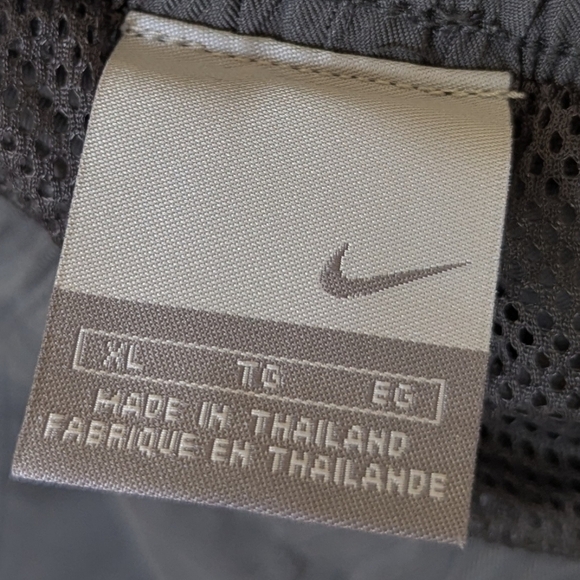 XL TG EG
MADE IN THAILAND
FABRIQUE EN THAILANDE